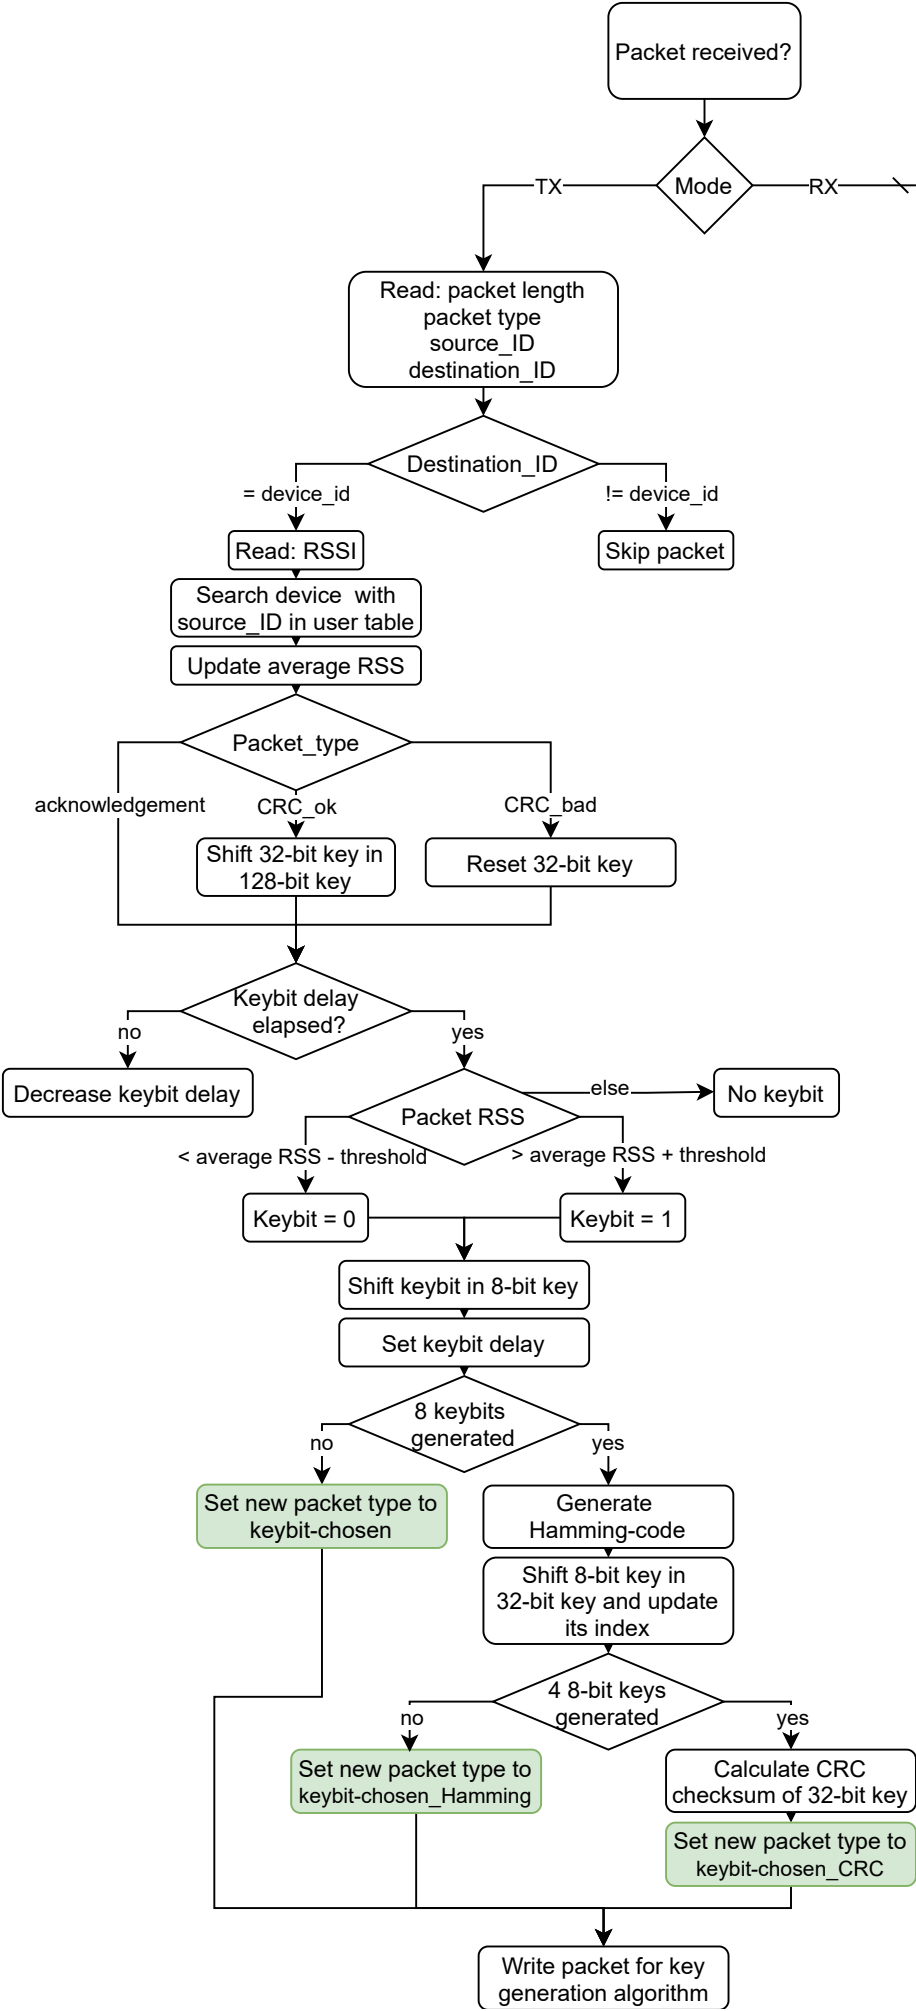 Packet received?
Mode
TX
RX
Read: packet length
packet type
source_ID
destination_ID
Destination_ID
= device_id
!= device_id
Read: RSSI
Skip packet
Search device with
source_ID in user table
Update average RSS
Packet_type
acknowledgement
CRC_ok
CRC_bad
Shift 32-bit key in
128-bit key
Reset 32-bit key
Keybit delay
elapsed?
no
yes
Decrease keybit delay
Packet RSS
else
No keybit
< average RSS - threshold
> average RSS + threshold
Keybit = 0
Keybit = 1
Shift keybit in 8-bit key
Set keybit delay
8 keybits
generated
no
yes
Set new packet type to
keybit-chosen
Generate
Hamming-code
Shift 8-bit key in
32-bit key and update
its index
4 8-bit keys
generated
no
yes
Set new packet type to
keybit-chosen_Hamming
Calculate CRC
checksum of 32-bit key
Set new packet type to
keybit-chosen_CRC
Write packet for key
generation algorithm